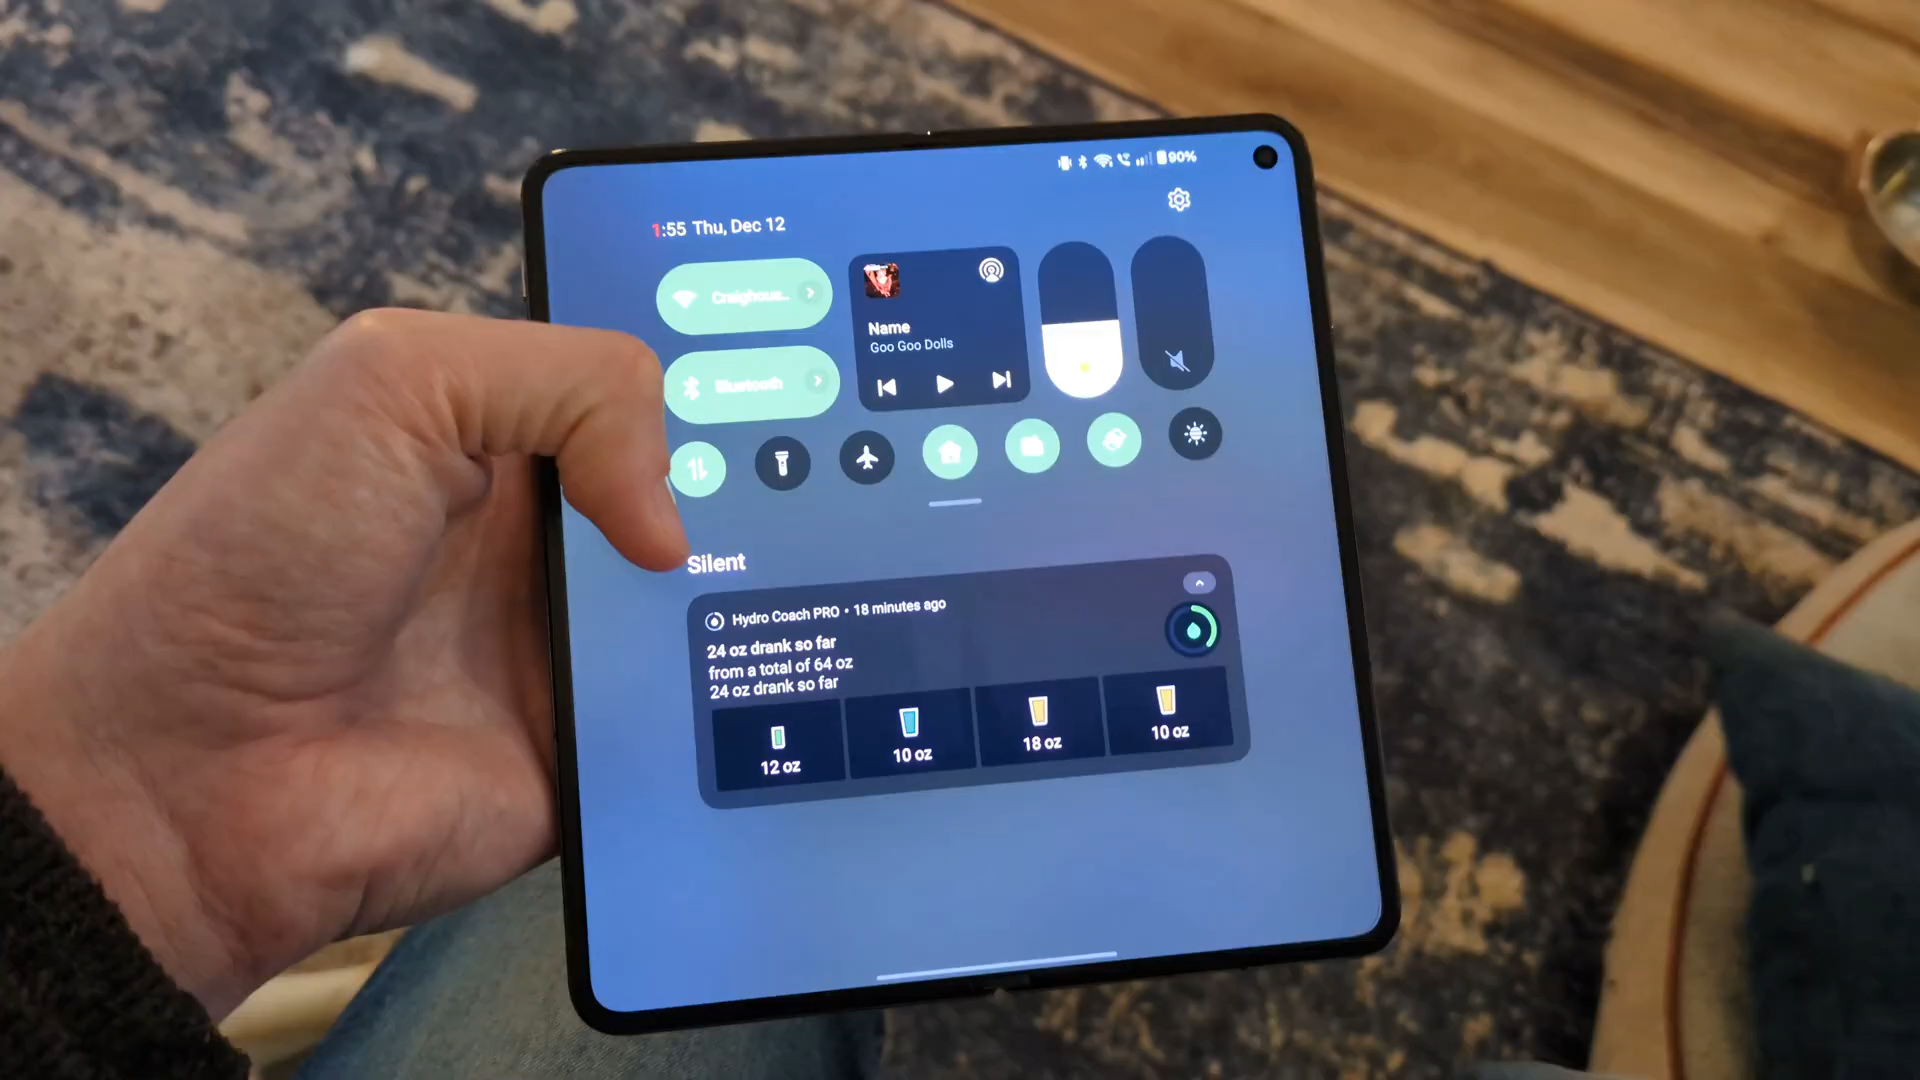 90%
1:55 Thu, Dec 12
Craighous..
Name
Goo Goo Dolls
Bluetooth
Silent
Hydro Coach PRO • 18 minutes ago
24 oz drank so far
from a total of 64 oz
24 oz drank so far
12 oz
10 oz
18 oz
10 oz